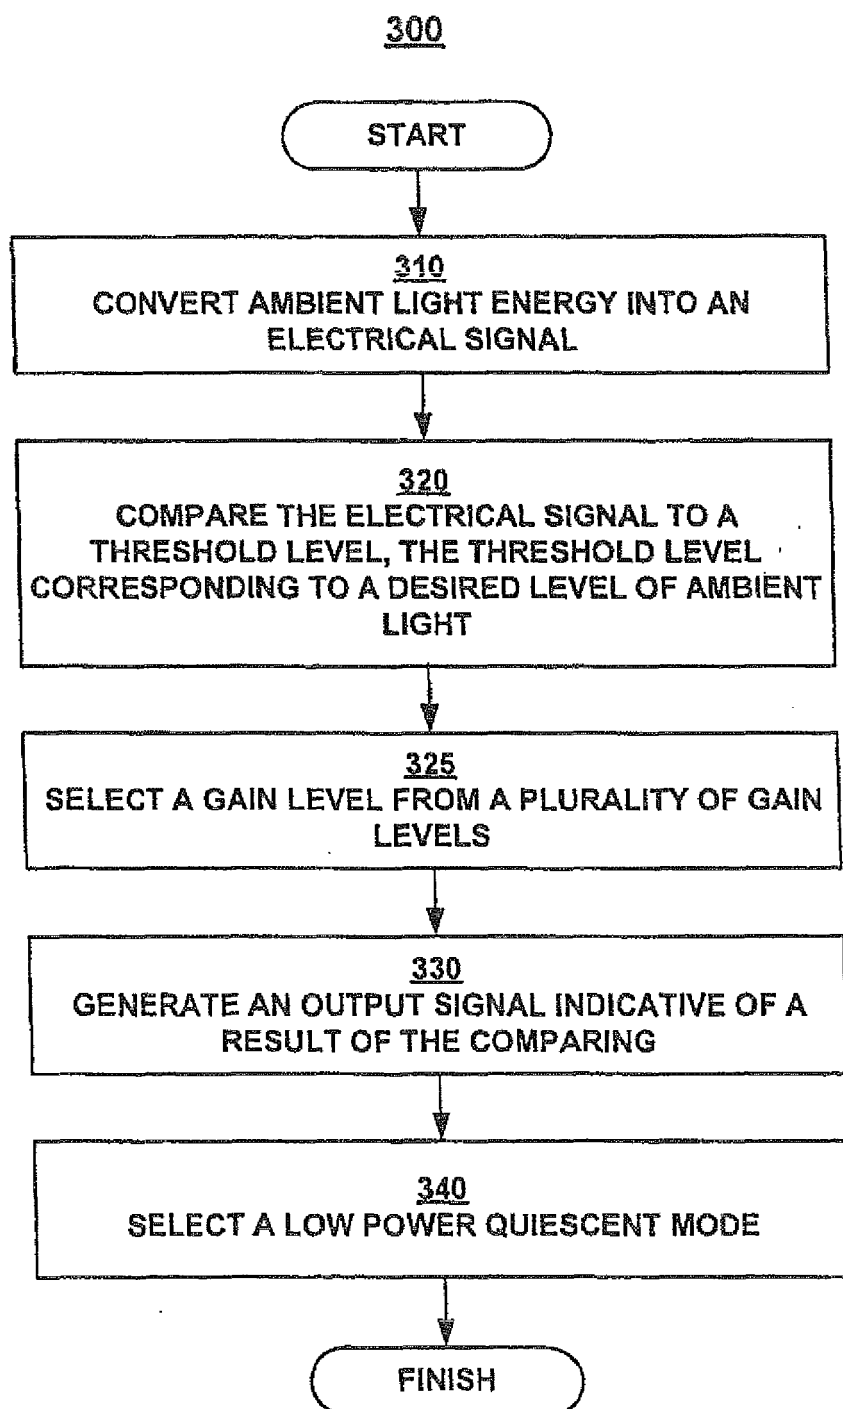 300
START
310
CONVERT AMBIENT LIGHT ENERGY INTO AN
ELECTRICAL SIGNAL
320
COMPARE THE ELECTRICAL SIGNAL TO A
THRESHOLD LEVEL, THE THRESHOLD LEVEL
CORRESPONDING TO A DESIRED LEVEL OF AMBIENT
LIGHT
325
SELECT A GAIN LEVEL FROM A PLURALITY OF GAIN
LEVELS
330
GENERATE AN OUTPUT SIGNAL INDICATIVE OF A
RESULT OF THE COMPARING
340
SELECT A LOW POWER QUIESCENT MODE
FINISH